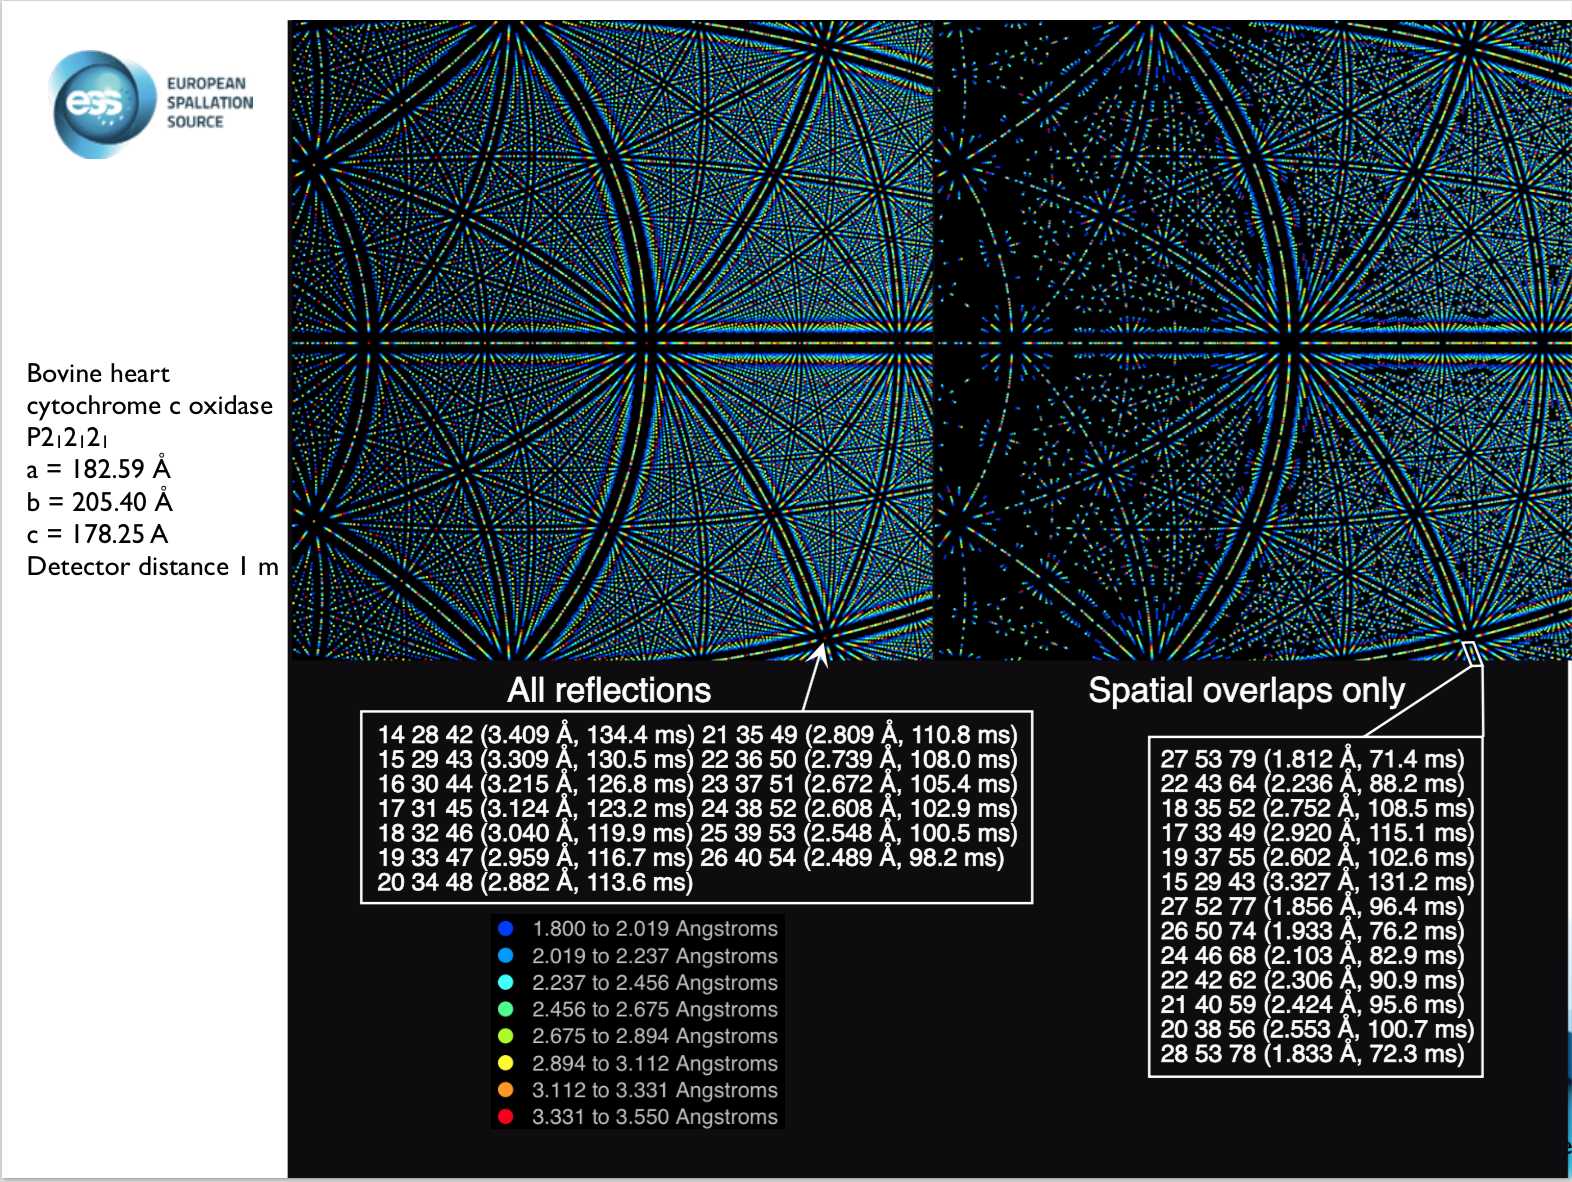 ess
EUROPEAN
SPALLATION
SOURCE
Bovine heart
cytochrome c oxidase
P2₁2₁2₁
a = 182.59 Å
b = 205.40 Å
c = 178.25 A
Detector distance 1 m
All reflections
14 28 42 (3.409 Å, 134.4 ms) 21 35 49 (2.809 Å, 110.8 ms)
15 29 43 (3.309 Å, 130.5 ms) 22 36 50 (2.739 Å, 108.0 ms)
16 30 44 (3.215 Å, 126.8 ms) 23 37 51 (2.672 Å, 105.4 ms)
17 31 45 (3.124 Å, 123.2 ms) 24 38 52 (2.608 Å, 102.9 ms)
18 32 46 (3.040 Å, 119.9 ms) 25 39 53 (2.548 Å, 100.5 ms)
19 33 47 (2.959 Å, 116.7 ms) 26 40 54 (2.489 Å, 98.2 ms)
20 34 48 (2.882 Å, 113.6 ms)
1.800 to 2.019 Angstroms
2.019 to 2.237 Angstroms
2.237 to 2.456 Angstroms
2.456 to 2.675 Angstroms
2.675 to 2.894 Angstroms
2.894 to 3.112 Angstroms
3.112 to 3.331 Angstroms
3.331 to 3.550 Angstroms
Spatial overlaps only
27 53 79 (1.812 Å, 71.4 ms)
22 43 64 (2.236 Å, 88.2 ms)
18 35 52 (2.752 Å, 108.5 ms)
17 33 49 (2.920 Å, 115.1 ms)
19 37 55 (2.602 Å, 102.6 ms)
15 29 43 (3.327 Å, 131.2 ms)
27 52 77 (1.856 Å, 96.4 ms)
26 50 74 (1.933 Å, 76.2 ms)
24 46 68 (2.103 Å, 82.9 ms)
22 42 62 (2.306 Å, 90.9 ms)
21 40 59 (2.424 Å, 95.6 ms)
20 38 56 (2.553 Å, 100.7 ms)
28 53 78 (1.833 Å, 72.3 ms)